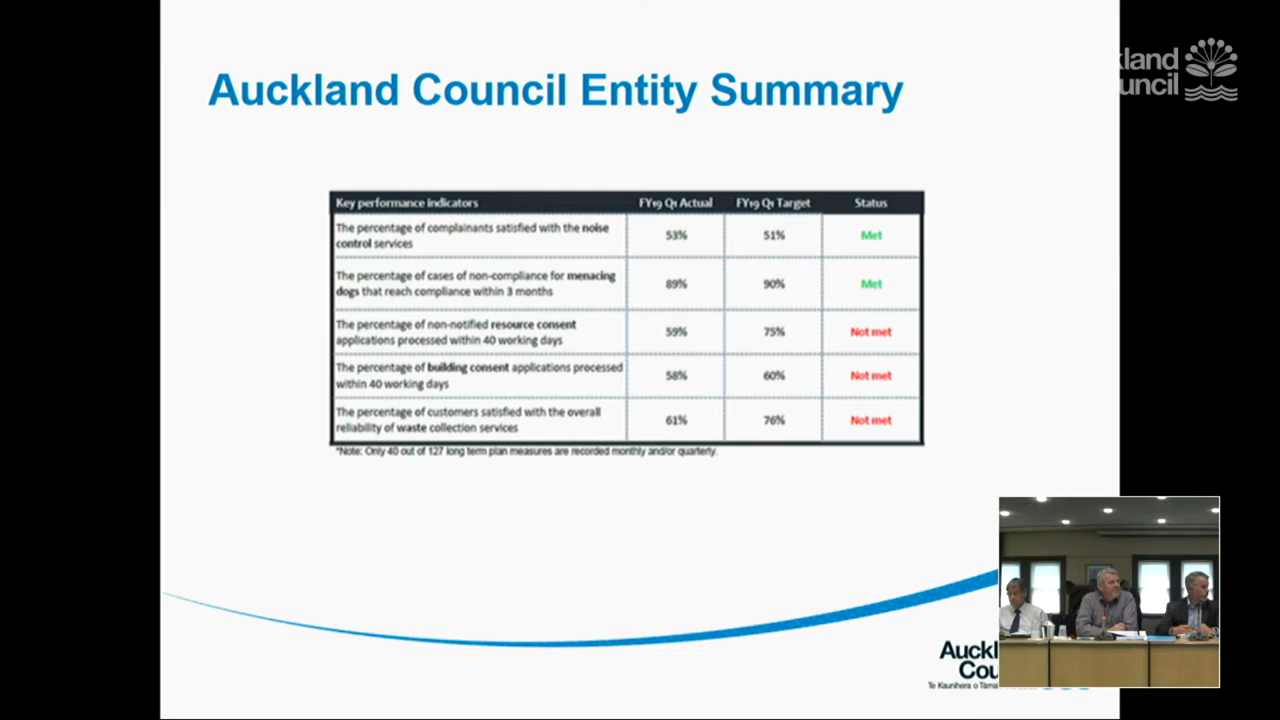 Auckland Council Entity Summary
kland
ouncil
Key performance indicators FY19 Q1 Actual FY19 Q1 Target Status
The percentage of complainants satisfied with the noise
control services
53% 51% Met
The percentage of cases of non-compliance for menacing
dogs that reach compliance within 3 months
89% 90% Met
The percentage of non-notified resource consent
applications processed within 40 working days
59% 75% Not met
The percentage of building consent applications processed
within 40 working days
58% 60% Not met
The percentage of customers satisfied with the overall
reliability of waste collection services
61% 76% Not met
*Note: Only 40 out of 127 long term plan measures are recorded monthly and/or quarterly.
Auckl
Cou
Te Kaunihera o Tāma